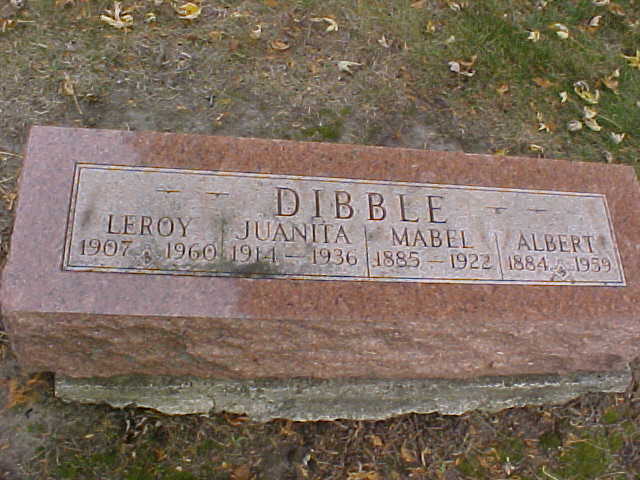 DIBBLE
LEROY JUANITA MABEL ALBERT
1907 1960 1914 — 1936 1885 — 1922 1884 1959